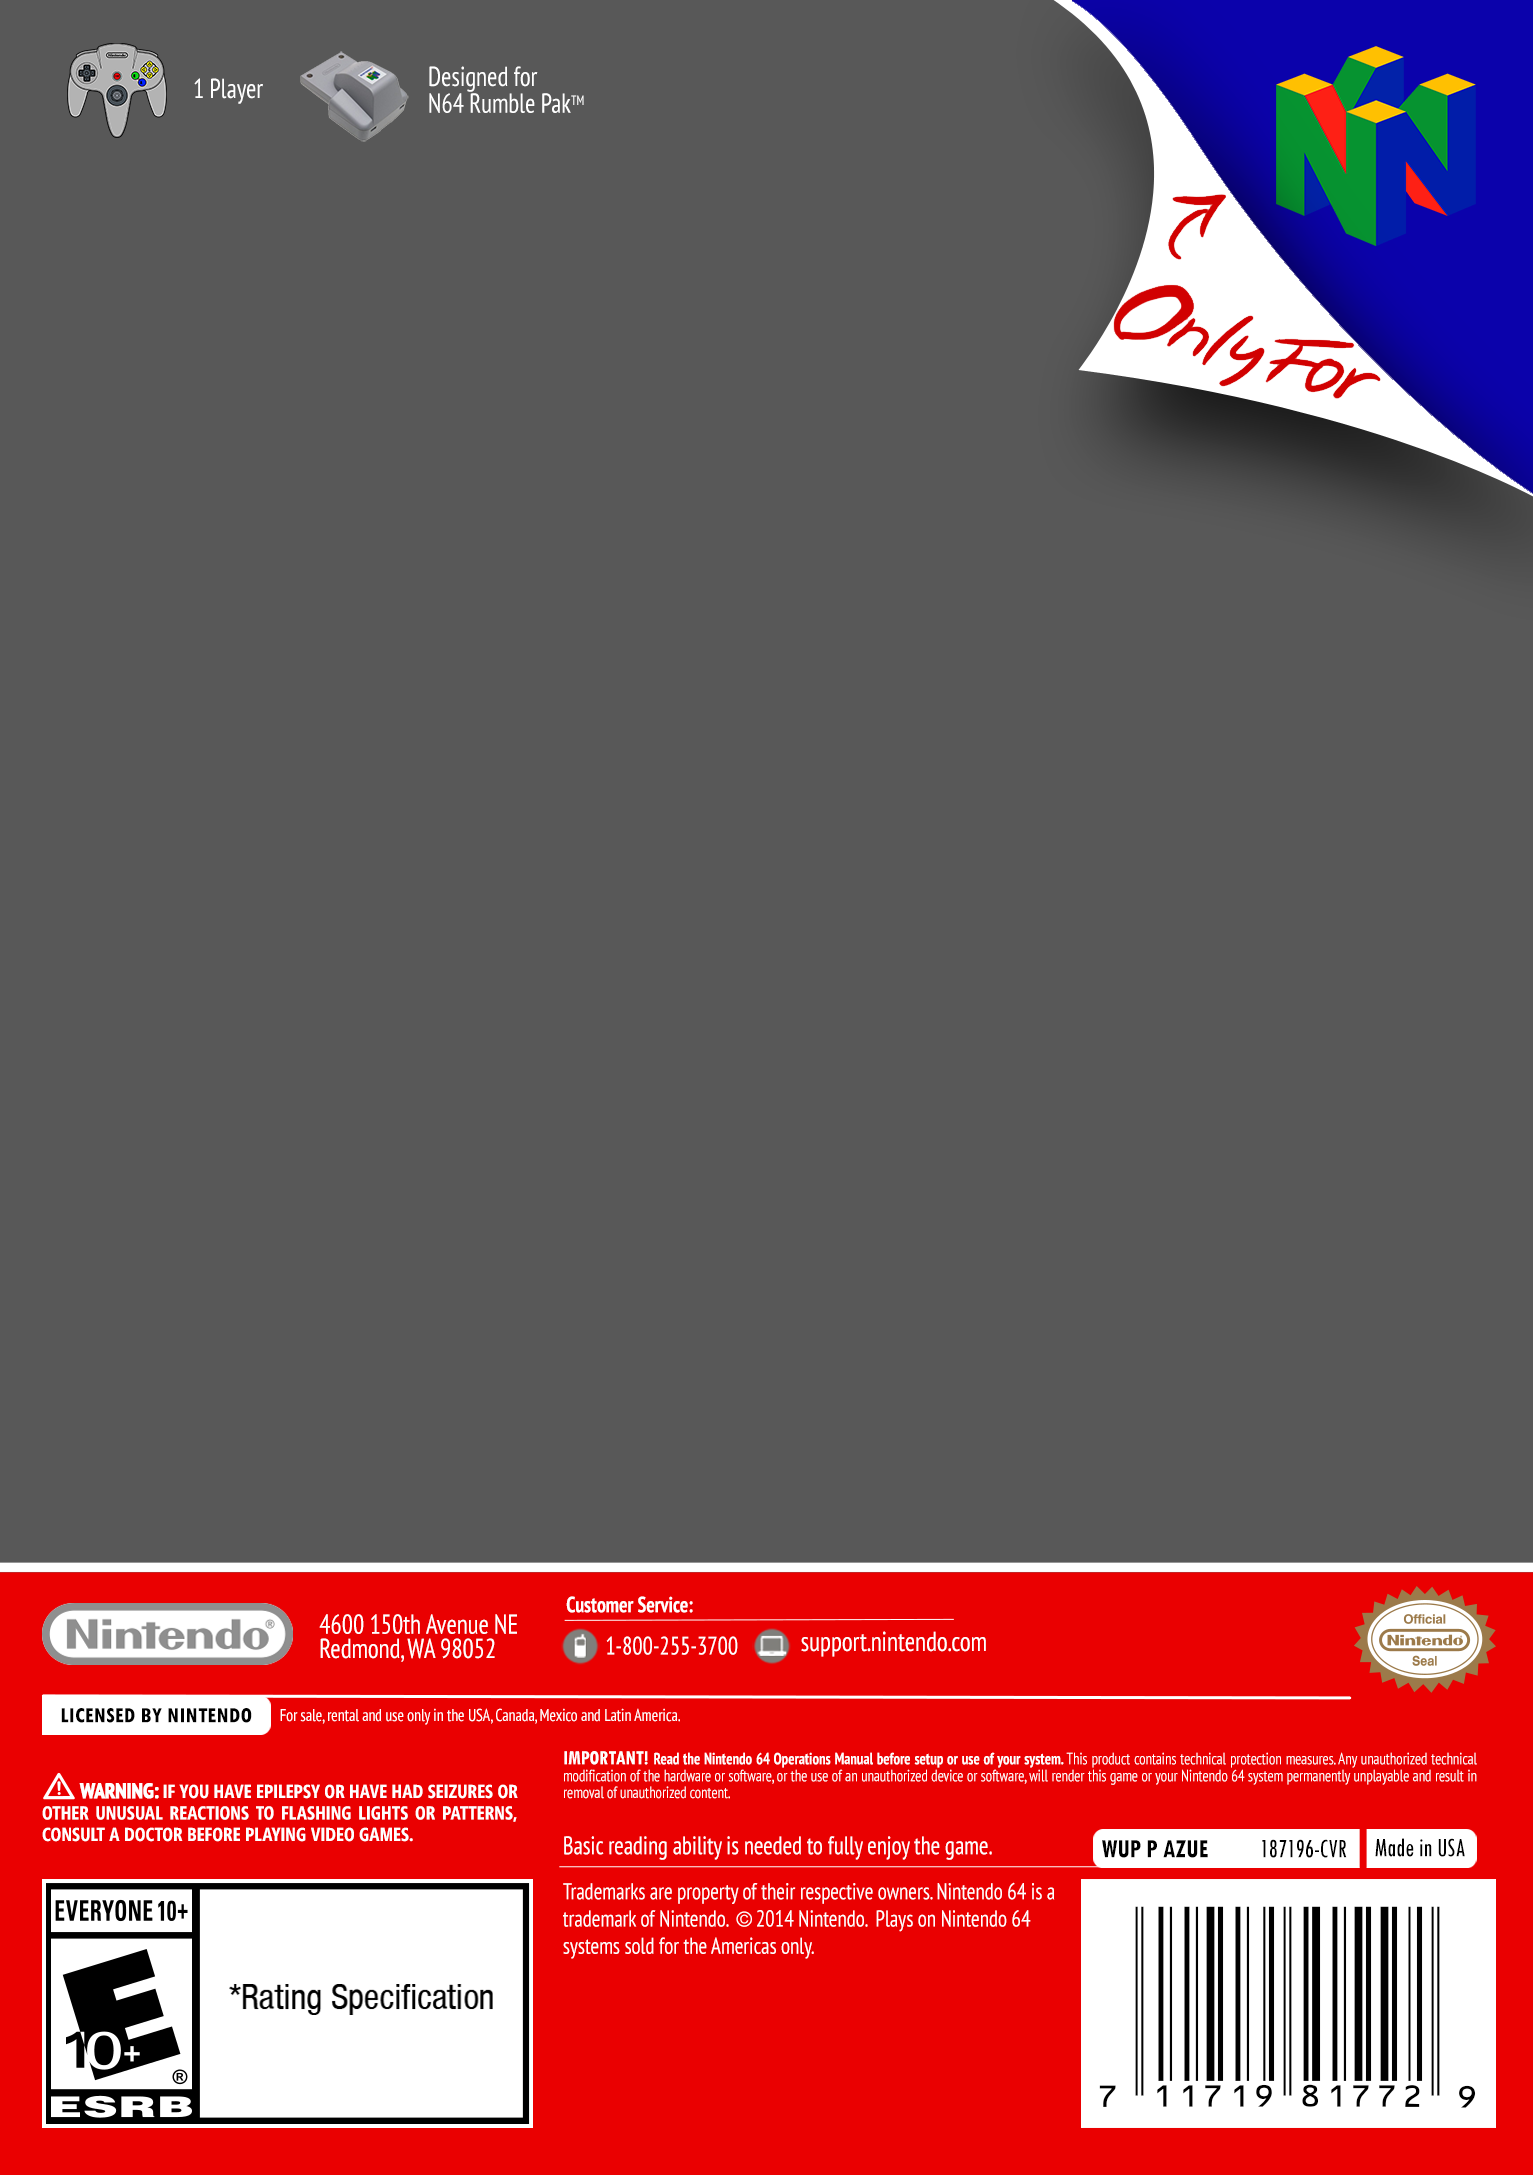 1 Player
Designed for
N64 Rumble Pak™
Only For
Nintendo®
4600 150th Avenue NE
Redmond, WA 98052
Customer Service:
1-800-255-3700
support.nintendo.com
Official
Nintendo
Seal
LICENSED BY NINTENDO
For sale, rental and use only in the USA, Canada, Mexico and Latin America.
IMPORTANT! Read the Nintendo 64 Operations Manual before setup or use of your system. This product contains technical protection measures. Any unauthorized technical
modification of the hardware or software, or the use of an unauthorized device or software, will render this game or your Nintendo 64 system permanently unplayable and result in
removal of unauthorized content.
WARNING: IF YOU HAVE EPILEPSY OR HAVE HAD SEIZURES OR
OTHER UNUSUAL REACTIONS TO FLASHING LIGHTS OR PATTERNS,
CONSULT A DOCTOR BEFORE PLAYING VIDEO GAMES.
Basic reading ability is needed to fully enjoy the game.
WUP P AZUE 187196-CVR
Made in USA
Trademarks are property of their respective owners. Nintendo 64 is a
trademark of Nintendo. © 2014 Nintendo. Plays on Nintendo 64
systems sold for the Americas only.
EVERYONE 10+
E
10+
®
ESRB
*Rating Specification
7 11719 81772 9